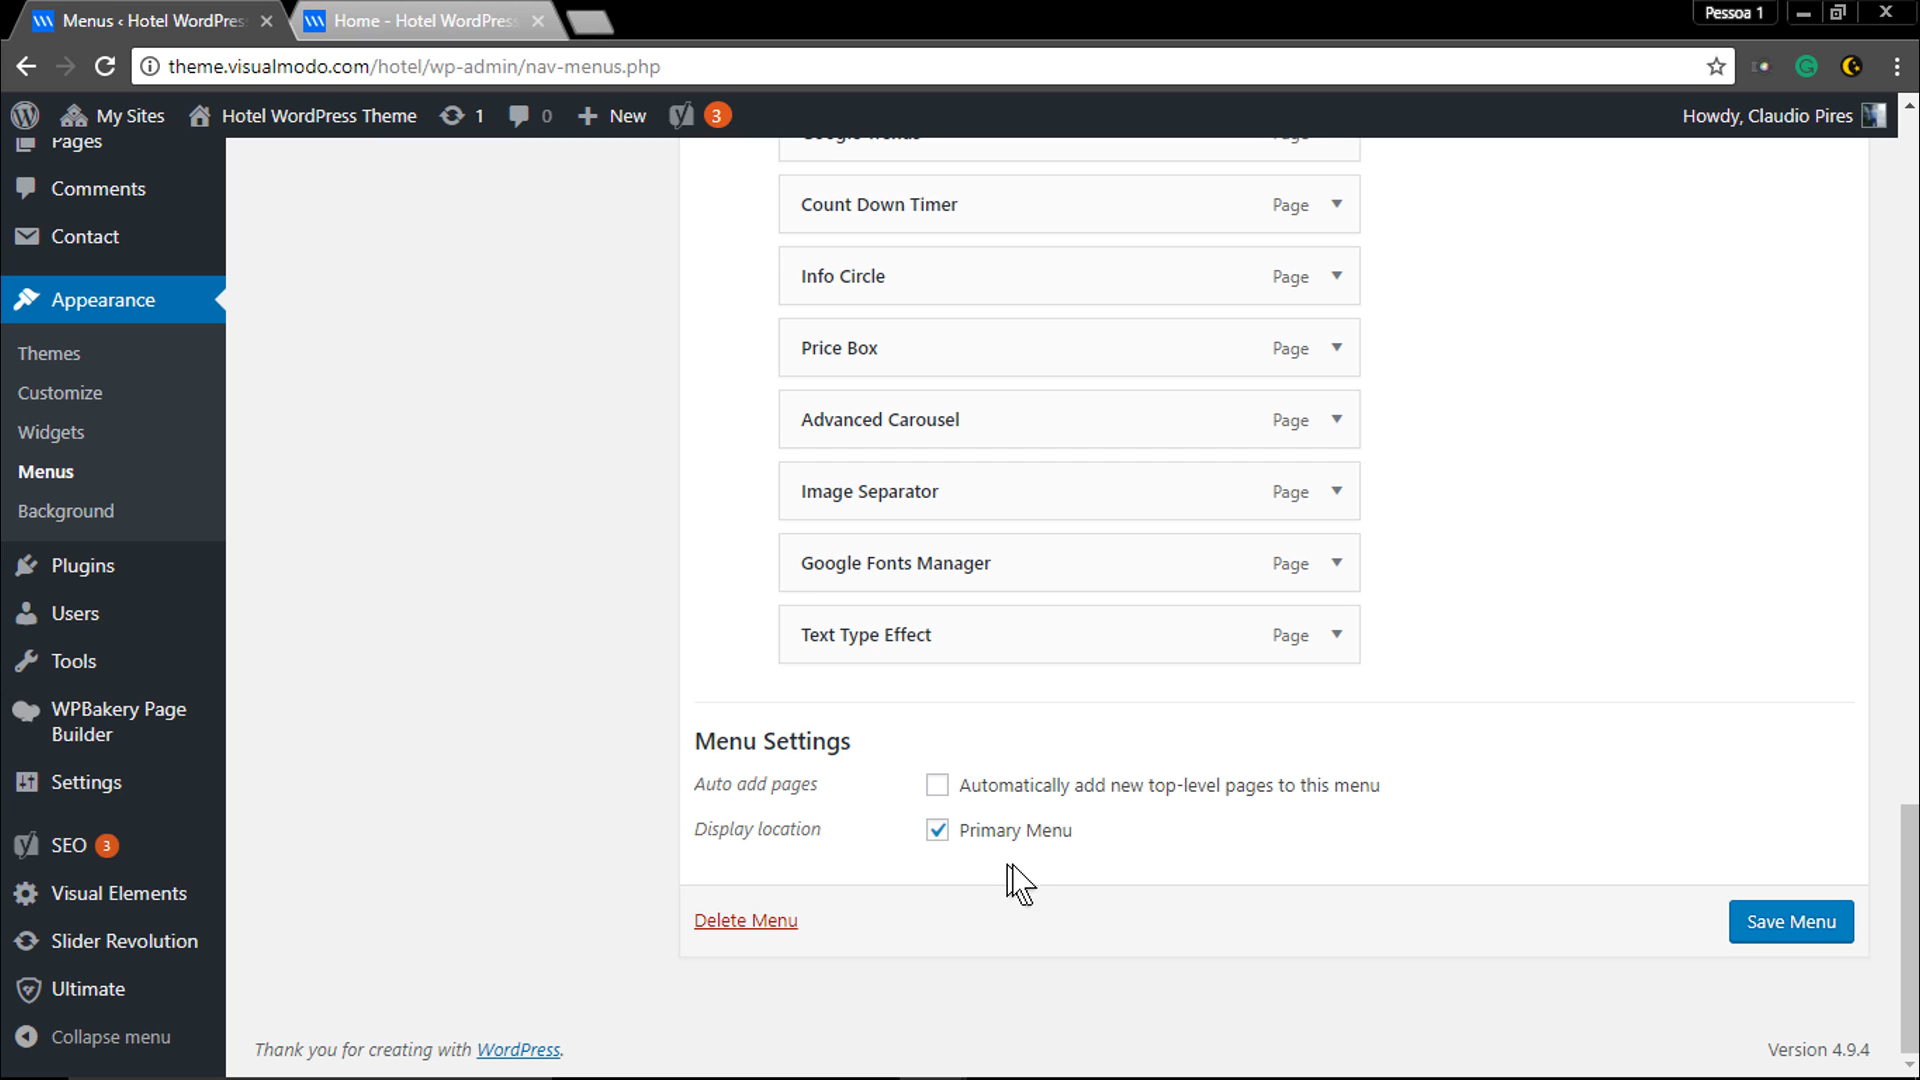 Menus ‹ Hotel WordPres
Home - Hotel WordPress
Pessoa 1
theme.visualmodo.com/hotel/wp-admin/nav-menus.php
My Sites
Hotel WordPress Theme
1
0
New
3
Howdy, Claudio Pires
Pages
Comments
Contact
Appearance
Themes
Customize
Widgets
Menus
Background
Plugins
Users
Tools
WPBakery Page
Builder
Settings
SEO 3
Visual Elements
Slider Revolution
Ultimate
Collapse menu
Count Down Timer Page
Info Circle Page
Price Box Page
Advanced Carousel Page
Image Separator Page
Google Fonts Manager Page
Text Type Effect Page
Menu Settings
Auto add pages Automatically add new top-level pages to this menu
Display location Primary Menu
Delete Menu
Save Menu
Thank you for creating with WordPress.
Version 4.9.4